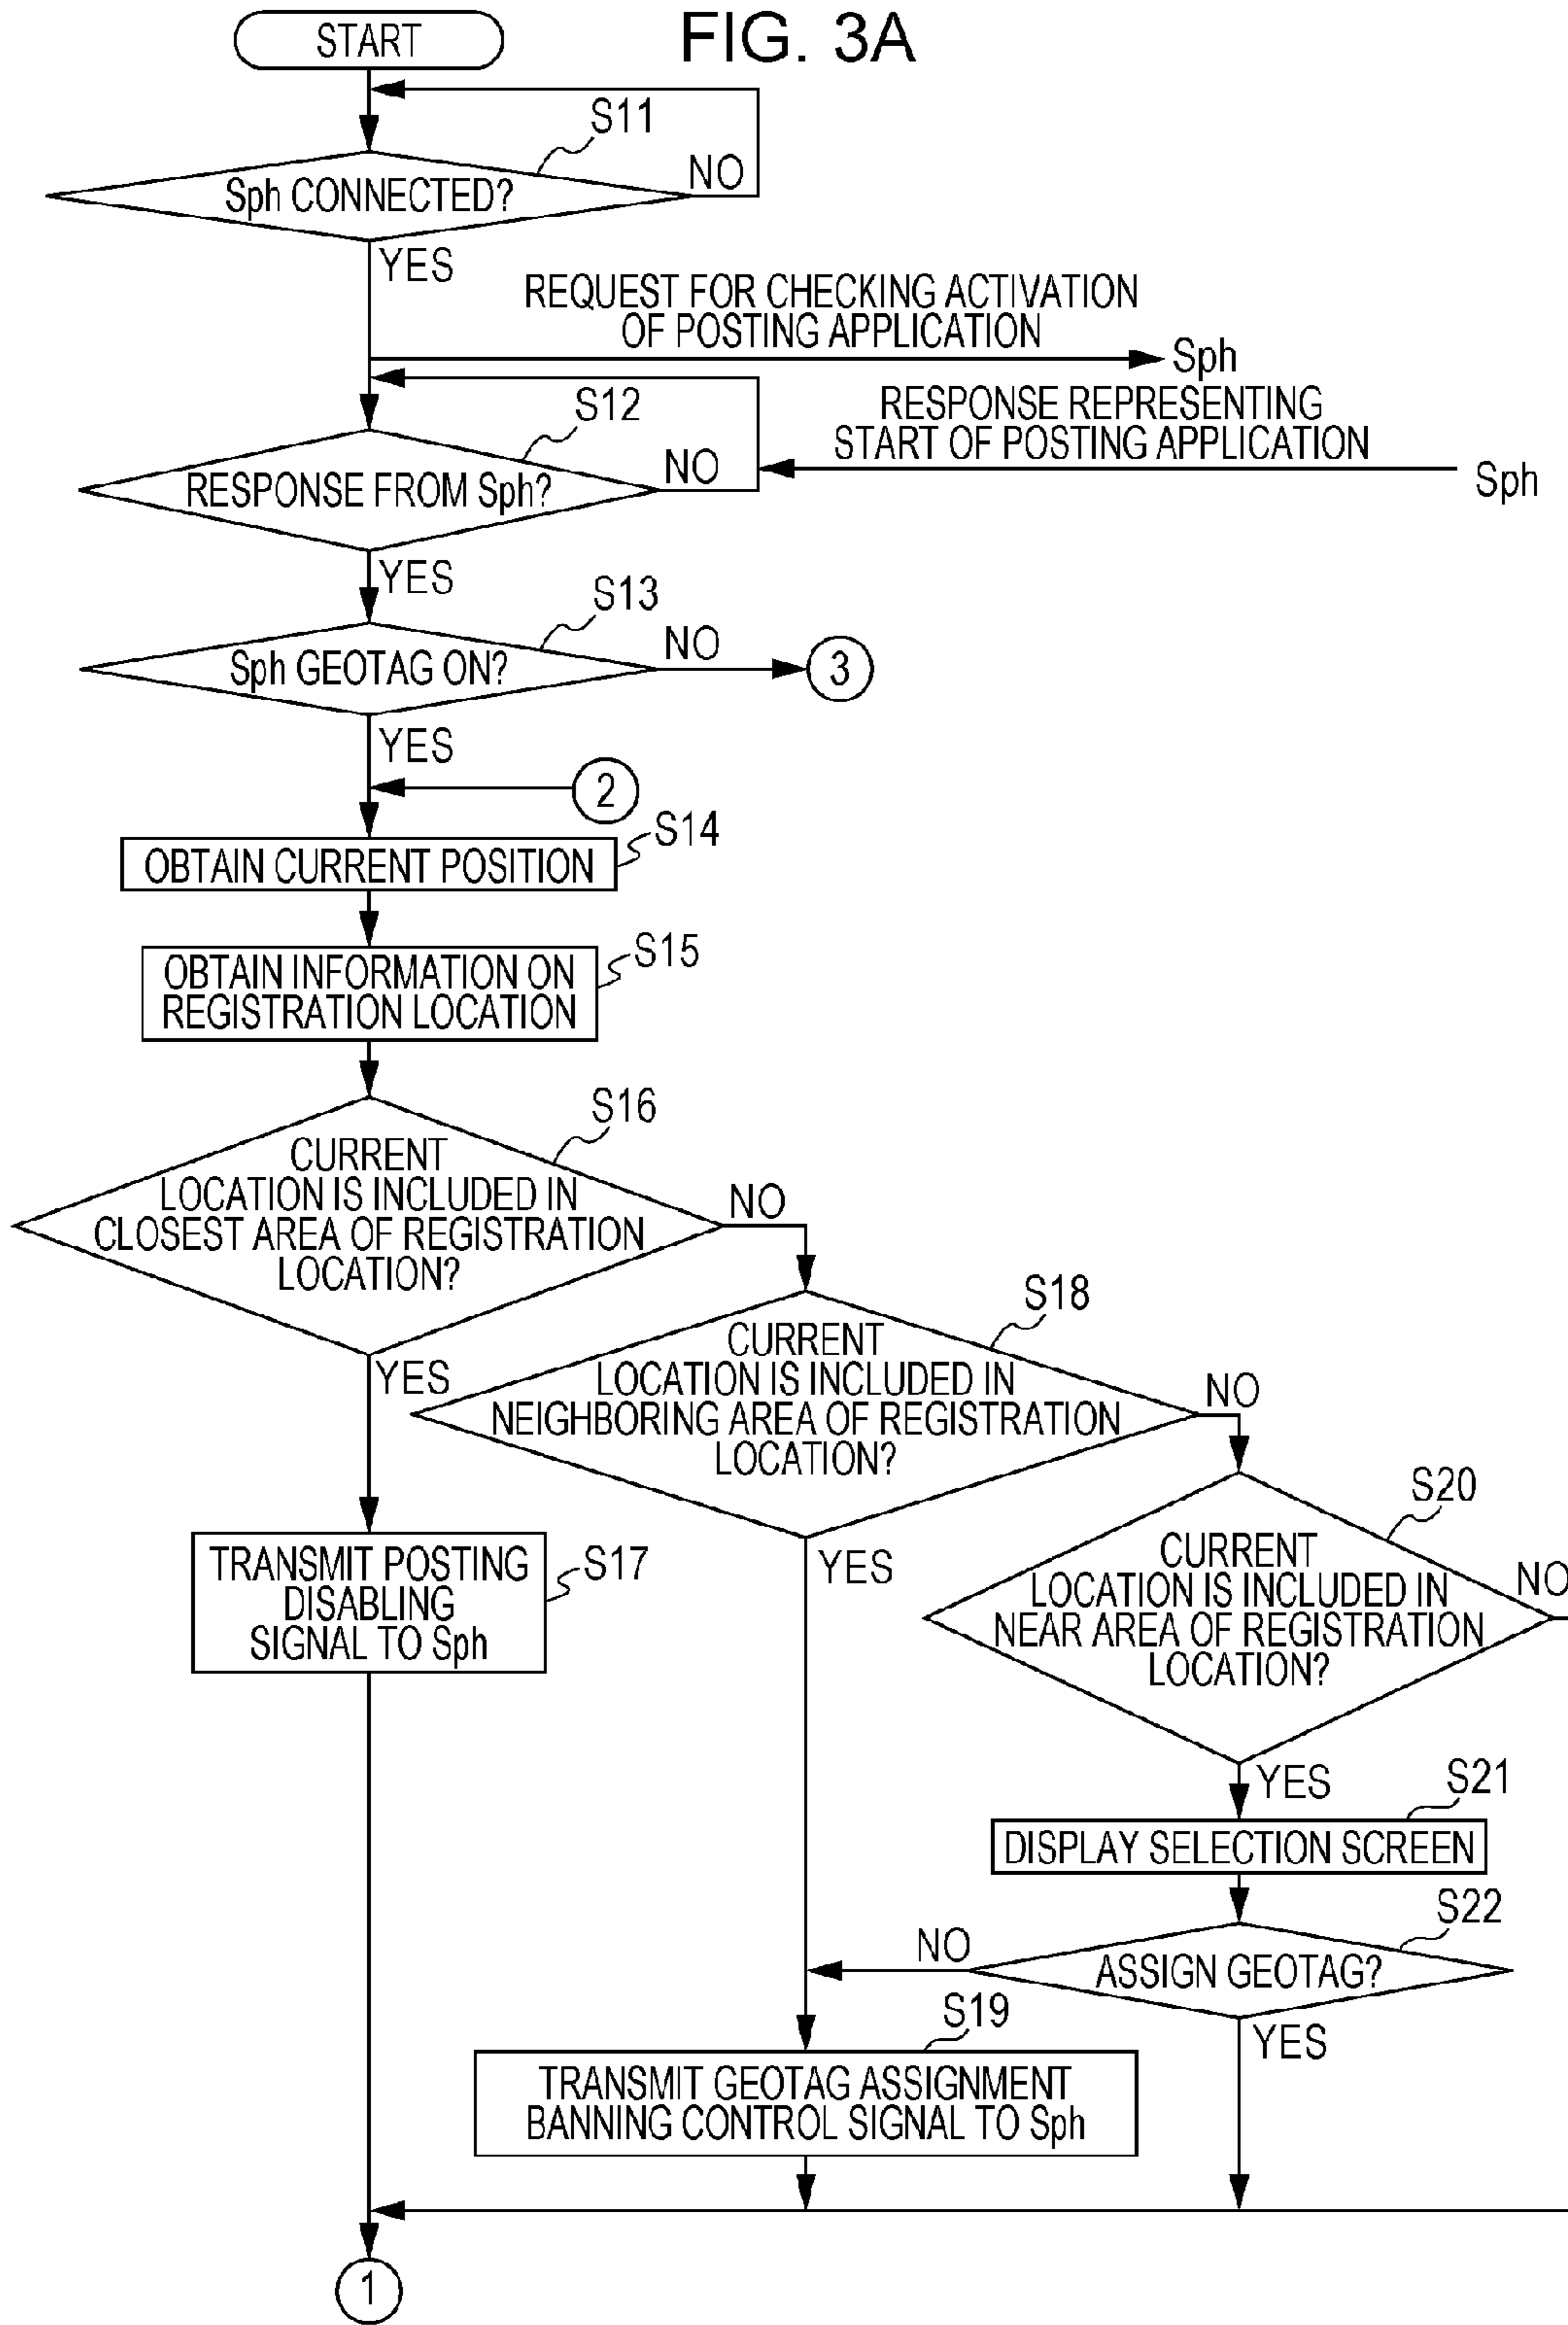 FIG. 3A
START
S11
Sph CONNECTED?
NO
YES
REQUEST FOR CHECKING ACTIVATION
OF POSTING APPLICATION
Sph
RESPONSE REPRESENTING
START OF POSTING APPLICATION
Sph
S12
RESPONSE FROM Sph?
NO
YES
S13
Sph GEOTAG ON?
NO
3
YES
2
S14
OBTAIN CURRENT POSITION
S15
OBTAIN INFORMATION ON
REGISTRATION LOCATION
S16
CURRENT
LOCATION IS INCLUDED IN
CLOSEST AREA OF REGISTRATION
LOCATION?
NO
YES
S18
CURRENT
LOCATION IS INCLUDED IN
NEIGHBORING AREA OF REGISTRATION
LOCATION?
NO
YES
S20
CURRENT
LOCATION IS INCLUDED IN
NEAR AREA OF REGISTRATION
LOCATION?
NO
YES
S17
TRANSMIT POSTING
DISABLING
SIGNAL TO Sph
S21
DISPLAY SELECTION SCREEN
S22
ASSIGN GEOTAG?
NO
YES
S19
TRANSMIT GEOTAG ASSIGNMENT
BANNING CONTROL SIGNAL TO Sph
1